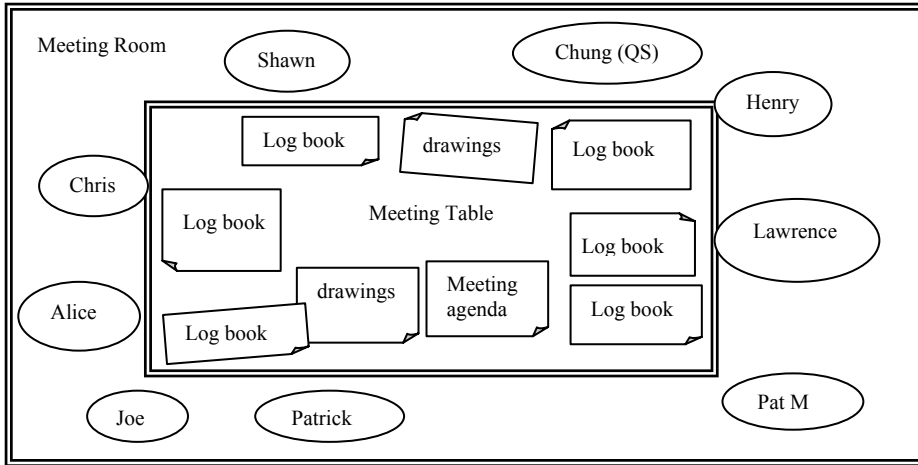 Meeting Room
Shawn
Chung (QS)
Henry
Log book
drawings
Log book
Chris
Log book
Meeting Table
Log book
Lawrence
Alice
Log book
drawings
Meeting
agenda
Log book
Joe
Patrick
Pat M